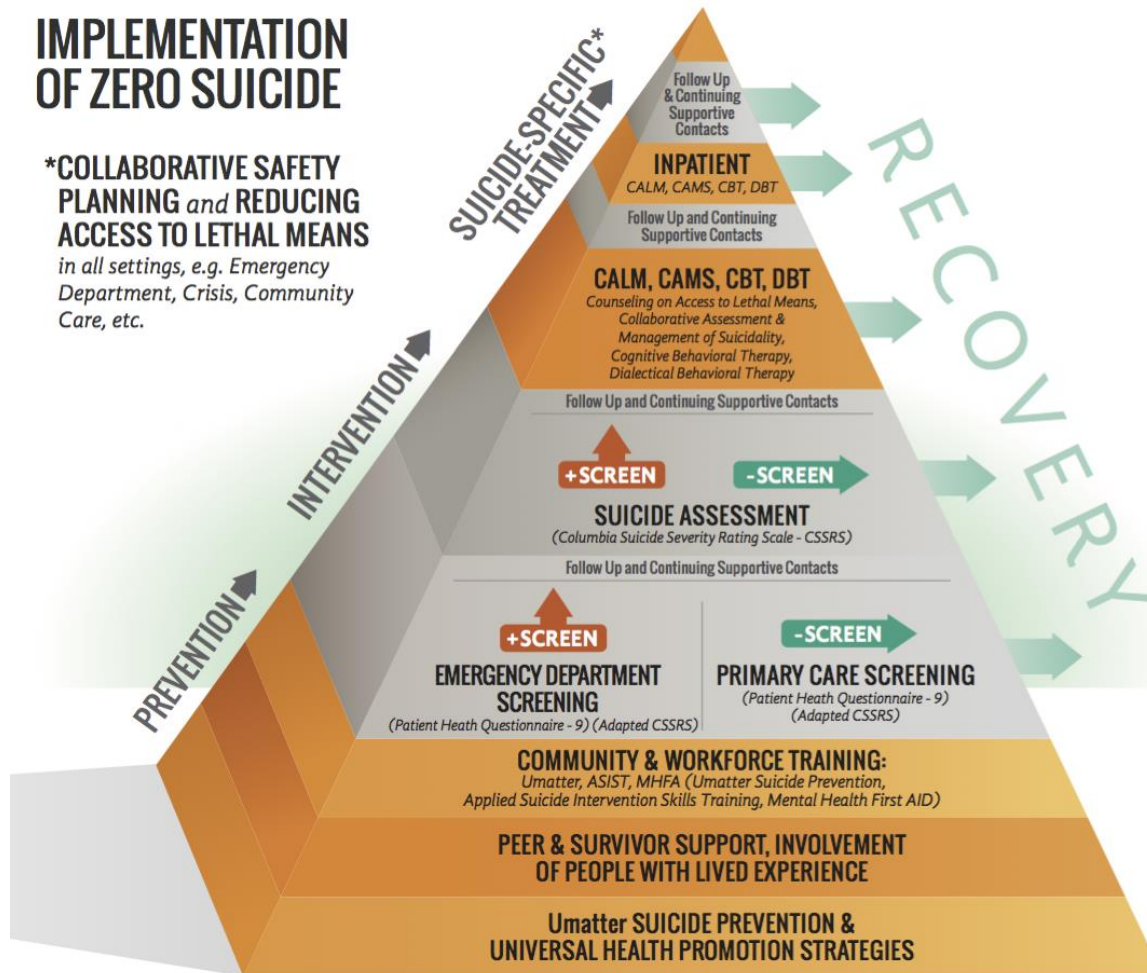 IMPLEMENTATION
OF ZERO SUICIDE
*COLLABORATIVE SAFETY
PLANNING and REDUCING
ACCESS TO LETHAL MEANS
in all settings, e.g. Emergency
Department, Crisis, Community
Care, etc.
PREVENTION
INTERVENTION
SUICIDE-SPECIFIC*
TREATMENT
Follow Up
& Continuing
Supportive
Contacts
INPATIENT
CALM, CAMS, CBT, DBT
Follow Up and Continuing
Supportive Contacts
CALM, CAMS, CBT, DBT
Counseling on Access to Lethal Means,
Collaborative Assessment &
Management of Suicidality,
Cognitive Behavioral Therapy,
Dialectical Behavioral Therapy
Follow Up and Continuing Supportive Contacts
+SCREEN
-SCREEN
SUICIDE ASSESSMENT
(Columbia Suicide Severity Rating Scale - CSSRS)
Follow Up and Continuing Supportive Contacts
+SCREEN
EMERGENCY DEPARTMENT
SCREENING
(Patient Heath Questionnaire - 9) (Adapted CSSRS)
-SCREEN
PRIMARY CARE SCREENING
(Patient Heath Questionnaire - 9)
(Adapted CSSRS)
COMMUNITY & WORKFORCE TRAINING:
Umatter, ASIST, MHFA (Umatter Suicide Prevention,
Applied Suicide Intervention Skills Training, Mental Health First AID)
PEER & SURVIVOR SUPPORT, INVOLVEMENT
OF PEOPLE WITH LIVED EXPERIENCE
Umatter SUICIDE PREVENTION &
UNIVERSAL HEALTH PROMOTION STRATEGIES
RECOVERY